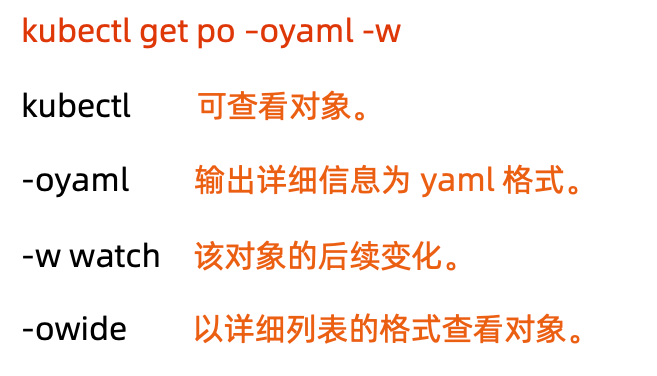 kubectl get po –oyaml -w
kubectl 可查看对象。
-oyaml 输出详细信息为 yaml 格式。
-w watch 该对象的后续变化。
-owide 以详细列表的格式查看对象。